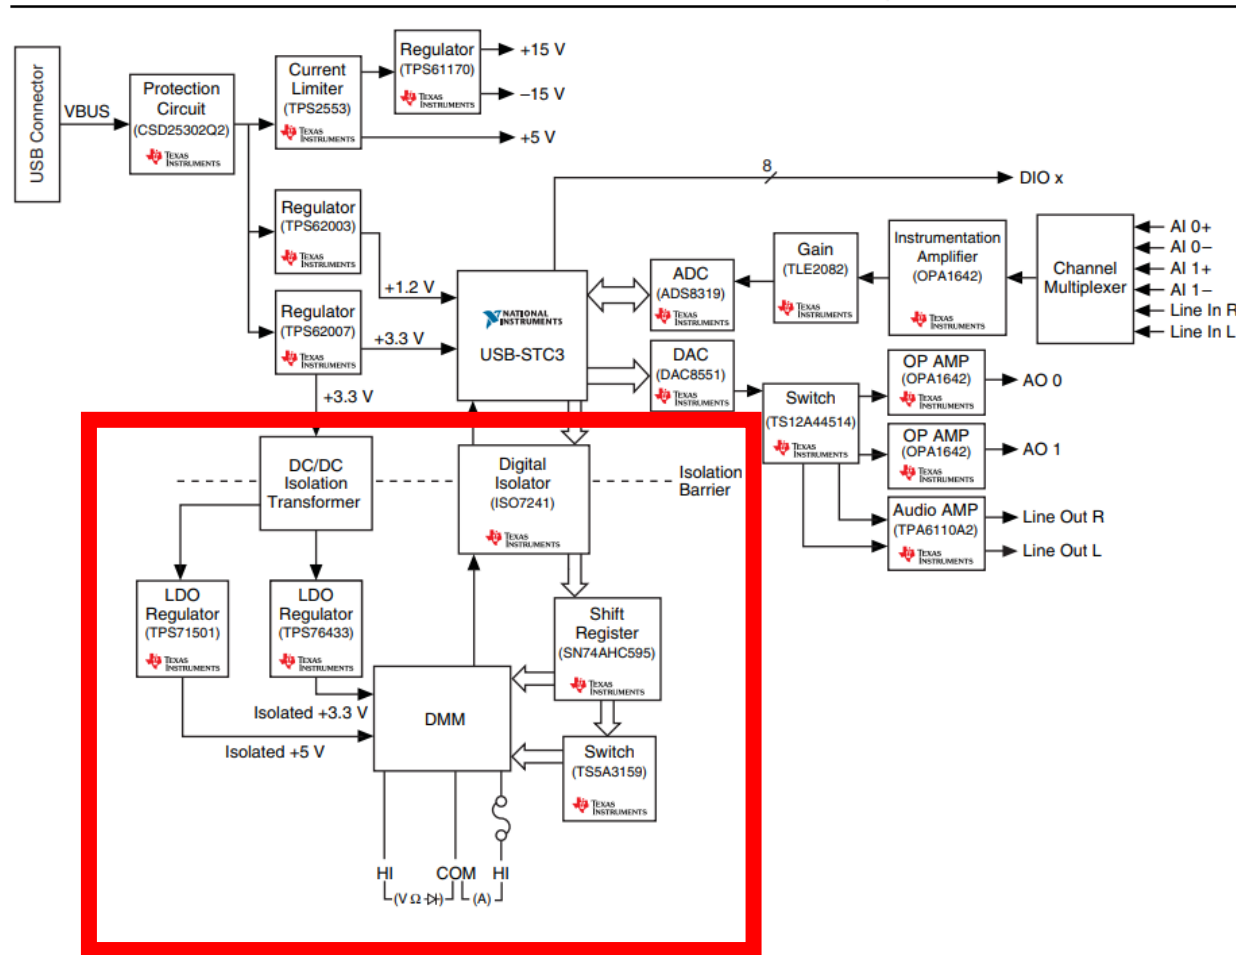 USB Connector
VBUS
Protection
Circuit
(CSD25302Q2)
TEXAS
INSTRUMENTS
Current
Limiter
(TPS2553)
TEXAS
INSTRUMENTS
Regulator
(TPS61170)
TEXAS
INSTRUMENTS
+15 V
–15 V
+5 V
8
DIO x
Regulator
(TPS62003)
TEXAS
INSTRUMENTS
+1.2 V
Regulator
(TPS62007)
TEXAS
INSTRUMENTS
+3.3 V
+3.3 V
NATIONAL
INSTRUMENTS
USB-STC3
ADC
(ADS8319)
TEXAS
INSTRUMENTS
Gain
(TLE2082)
TEXAS
INSTRUMENTS
Instrumentation
Amplifier
(OPA1642)
TEXAS
INSTRUMENTS
Channel
Multiplexer
AI 0+
AI 0–
AI 1+
AI 1–
Line In R
Line In L
DAC
(DAC8551)
TEXAS
INSTRUMENTS
Switch
(TS12A44514)
TEXAS
INSTRUMENTS
OP AMP
(OPA1642)
TEXAS
INSTRUMENTS
AO 0
OP AMP
(OPA1642)
TEXAS
INSTRUMENTS
AO 1
Audio AMP
(TPA6110A2)
TEXAS
INSTRUMENTS
Line Out R
Line Out L
DC/DC
Isolation
Transformer
Digital
Isolator
(ISO7241)
TEXAS
INSTRUMENTS
Isolation
Barrier
LDO
Regulator
(TPS71501)
TEXAS
INSTRUMENTS
LDO
Regulator
(TPS76433)
TEXAS
INSTRUMENTS
Shift
Register
(SN74AHC595)
TEXAS
INSTRUMENTS
Isolated +3.3 V
Isolated +5 V
DMM
Switch
(TS5A3159)
TEXAS
INSTRUMENTS
HI
COM
HI
(V Ω )
(A)